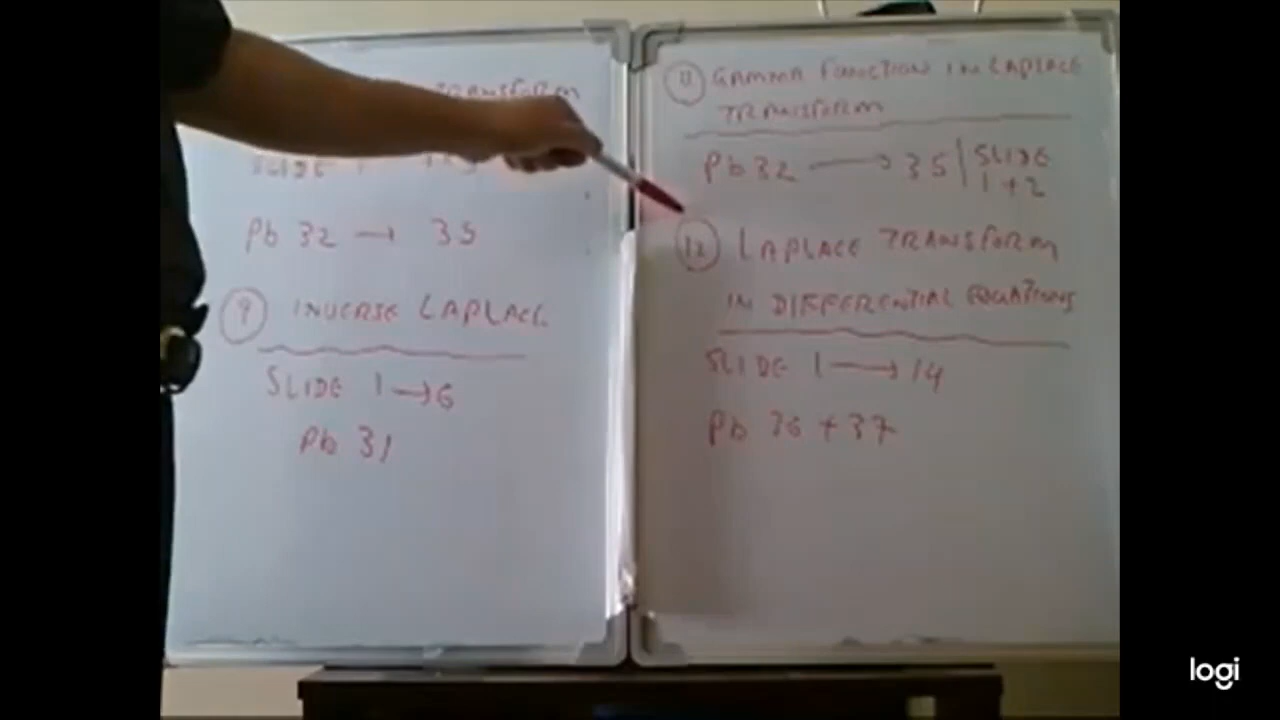 TRANSFORM
SLIDE 1
Pb 32 → 35
9 INVERSE LAPLACE
SLIDE 1 → 6
Pb 31
11 GAMMA FUNCTION IN LAPLACE
TRANSFORM
Pb 32 → 35 | SLIDE
1 + 2
12 LAPLACE TRANSFORM
IN DIFFERENTIAL EQUATIONS
SLIDE 1 → 14
Pb 36 + 37
logi